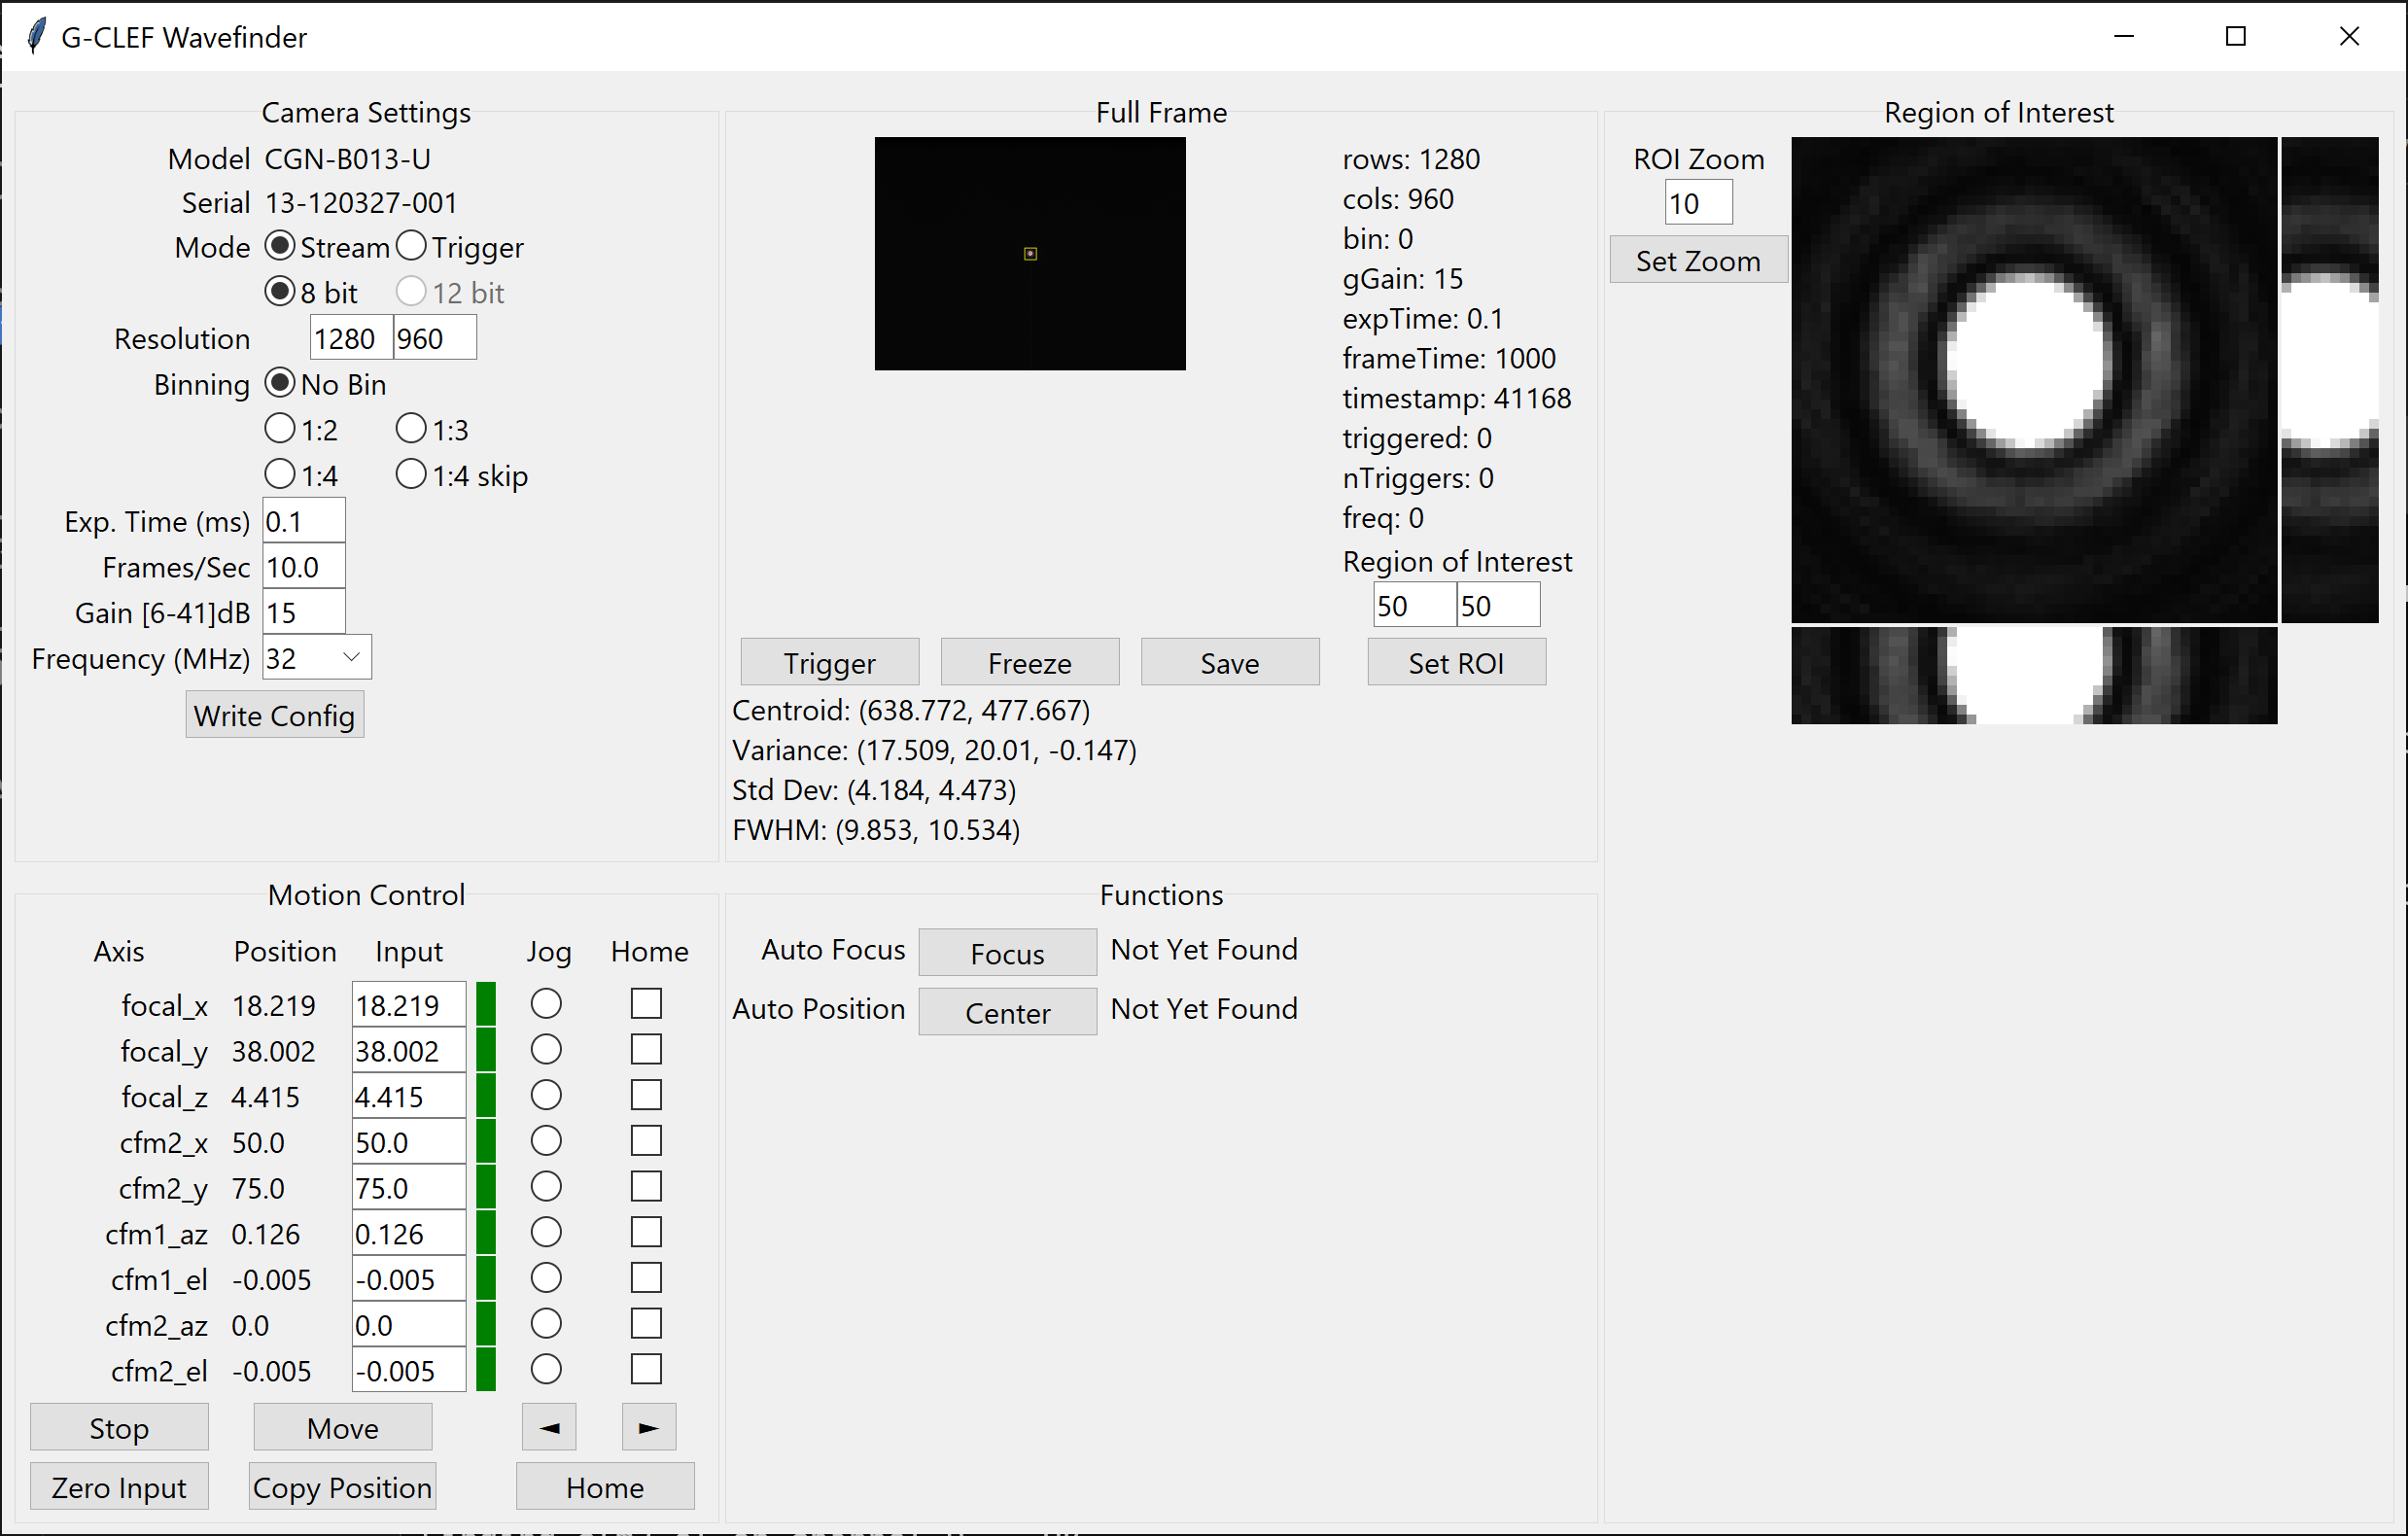 G-CLEF Wavefinder
Camera Settings
Model CGN-B013-U
Serial 13-120327-001
Mode Stream Trigger
8 bit 12 bit
Resolution 1280 960
Binning No Bin
1:2 1:3
1:4 1:4 skip
Exp. Time (ms) 0.1
Frames/Sec 10.0
Gain [6-41]dB 15
Frequency (MHz) 32
Write Config
Full Frame
rows: 1280
cols: 960
bin: 0
gGain: 15
expTime: 0.1
frameTime: 1000
timestamp: 41168
triggered: 0
nTriggers: 0
freq: 0
Region of Interest
50 50
Trigger Freeze Save Set ROI
Centroid: (638.772, 477.667)
Variance: (17.509, 20.01, -0.147)
Std Dev: (4.184, 4.473)
FWHM: (9.853, 10.534)
Region of Interest
ROI Zoom
10
Set Zoom
Motion Control
Axis Position Input Jog Home
focal_x 18.219 18.219
focal_y 38.002 38.002
focal_z 4.415 4.415
cfm2_x 50.0 50.0
cfm2_y 75.0 75.0
cfm1_az 0.126 0.126
cfm1_el -0.005 -0.005
cfm2_az 0.0 0.0
cfm2_el -0.005 -0.005
Stop Move ◄ ►
Zero Input Copy Position Home
Functions
Auto Focus Focus Not Yet Found
Auto Position Center Not Yet Found